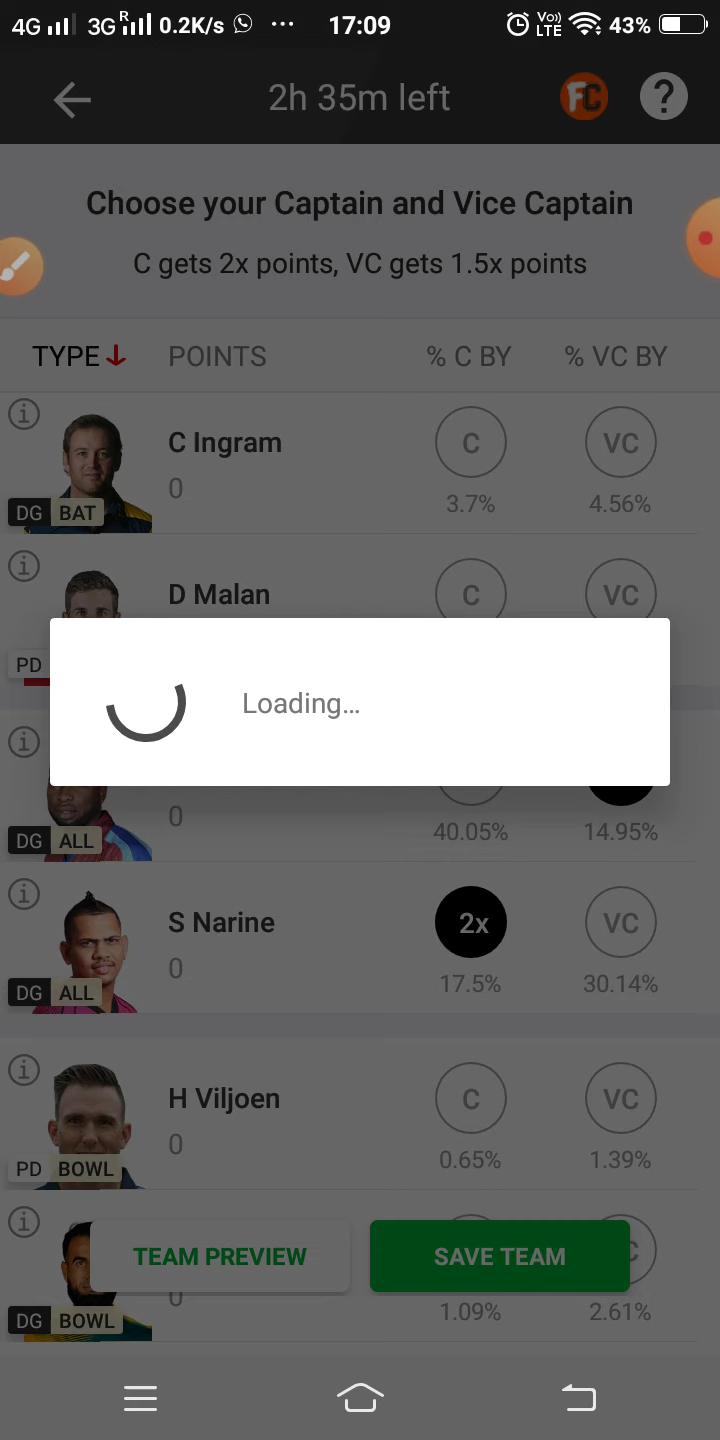 4G 3G R 0.2K/s ... 17:09 Vo)) LTE 43%
2h 35m left FC ?
Choose your Captain and Vice Captain
C gets 2x points, VC gets 1.5x points
TYPE POINTS % C BY % VC BY
C Ingram C VC
0 3.7% 4.56%
DG BAT
D Malan C VC
PD
Loading...
0 40.05% 14.95%
DG ALL
S Narine 2x VC
0 17.5% 30.14%
DG ALL
H Viljoen C VC
0 0.65% 1.39%
PD BOWL
TEAM PREVIEW SAVE TEAM
0 1.09% 2.61%
DG BOWL